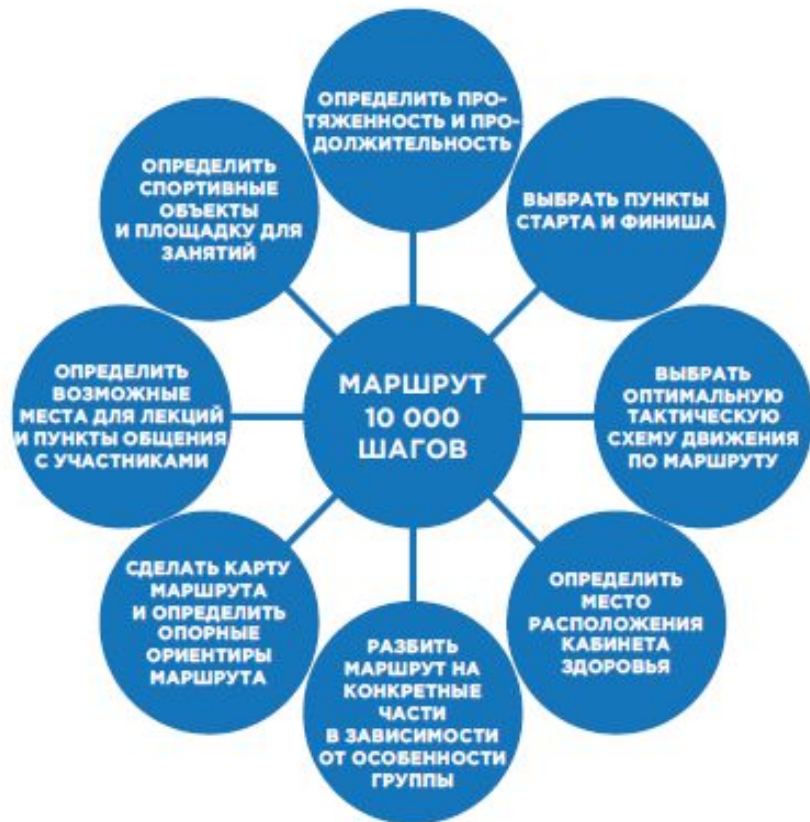 ОПРЕДЕЛИТЬ ПРО-
ТЯЖЕННОСТЬ И ПРО-
ДОЛЖИТЕЛЬНОСТЬ
ВЫБРАТЬ ПУНКТЫ
СТАРТА И ФИНИША
ВЫБРАТЬ
ОПТИМАЛЬНУЮ
ТАКТИЧЕСКУЮ
СХЕМУ ДВИЖЕНИЯ
ПО МАРШРУТУ
ОПРЕДЕЛИТЬ
МЕСТО
РАСПОЛОЖЕНИЯ
КАБИНЕТА
ЗДОРОВЬЯ
РАЗБИТЬ
МАРШРУТ НА
КОНКРЕТНЫЕ
ЧАСТИ
В ЗАВИСИМОСТИ
ОТ ОСОБЕННОСТИ
ГРУППЫ
СДЕЛАТЬ КАРТУ
МАРШРУТА
И ОПРЕДЕЛИТЬ
ОПОРНЫЕ
ОРИЕНТИРЫ
МАРШРУТА
ОПРЕДЕЛИТЬ
ВОЗМОЖНЫЕ
МЕСТА ДЛЯ ЛЕКЦИЙ
И ПУНКТЫ ОБЩЕНИЯ
С УЧАСТНИКАМИ
ОПРЕДЕЛИТЬ
СПОРТИВНЫЕ
ОБЪЕКТЫ
И ПЛОЩАДКУ ДЛЯ
ЗАНЯТИЙ
МАРШРУТ
10 000
ШАГОВ